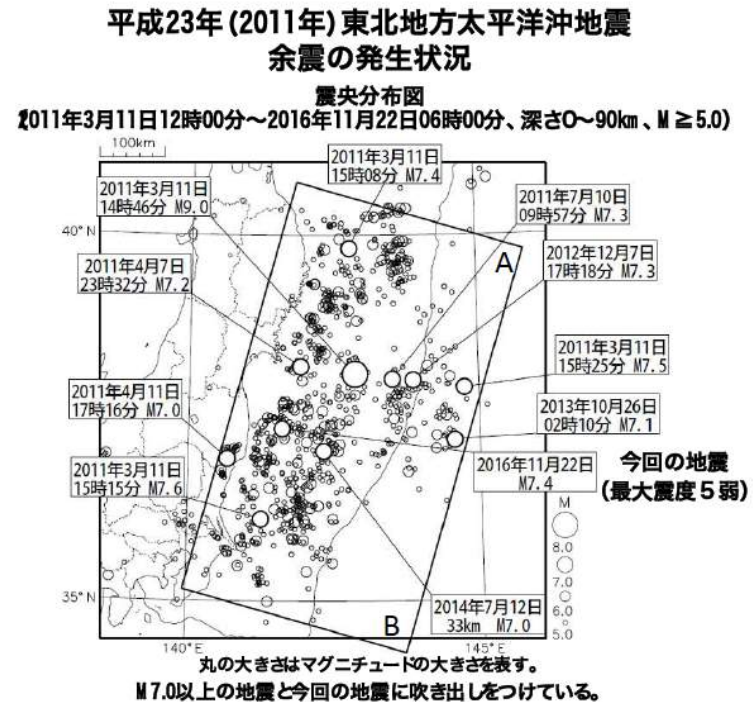 平成23年(2011年)東北地方太平洋沖地震
余震の発生状況
震央分布図
(2011年3月11日12時00分～2016年11月22日06時00分、深さ0～90km、M≧5.0)
100km
2011年3月11日
15時08分 M7.4
2011年3月11日
14時46分 M9.0
2011年7月10日
09時57分 M7.3
40°N
A
2012年12月7日
17時18分 M7.3
2011年4月7日
23時32分 M7.2
2011年3月11日
15時25分 M7.5
2011年4月11日
17時16分 M7.0
2013年10月26日
02時10分 M7.1
2011年3月11日
15時15分 M7.6
2016年11月22日
M7.4
今回の地震
(最大震度５弱)
M
8.0
7.0
6.0
5.0
35°N
B
2014年7月12日
33km M7.0
140°E
145°E
丸の大きさはマグニチュードの大きさを表す。
M7.0以上の地震と今回の地震に吹き出しをつけている。